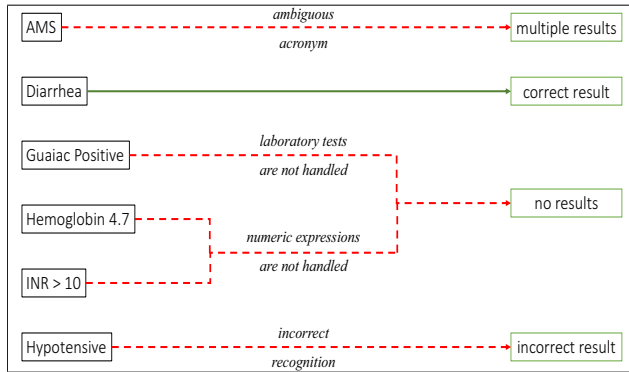 ambiguous
AMS
multiple results
acronym
Diarrhea
correct result
laboratory tests
Guaiac Positive
are not handled
no results
Hemoglobin 4.7
numeric expressions
are not handled
INR > 10
incorrect
Hypotensive
incorrect result
recognition